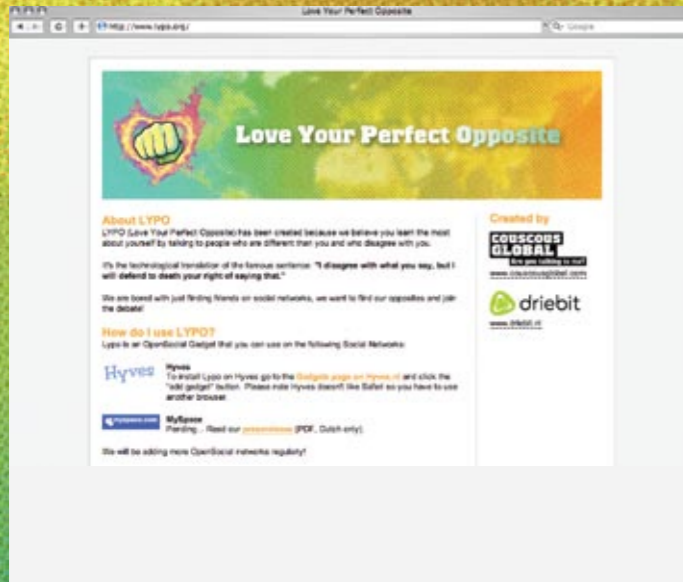 Love Your Perfect Opposite
http://www.lypo.org/
Google
Love Your Perfect Opposite
About LYPO
LYPO (Love Your Perfect Opposite) has been created because we believe you learn the most
about yourself by talking to people who are different than you and who disagree with you.
It's the technological translation of the famous sentence: "I disagree with what you say, but I
will defend to death your right of saying that."
We are bored with just finding friends on social networks, we want to find our opposites and join
the debate!
How do I use LYPO?
Lypo is an OpenSocial Gadget that you can use on the following Social Networks:
Hyves
Hyves
To install Lypo on Hyves go to the Gadgets page on Hyves.nl and click the
"add gadget" button. Please note Hyves doesn't like Safari so you have to use
another browser.
myspace.com
MySpace
Pending... Read our presentation (PDF, Dutch only).
We will be adding more OpenSocial networks regularly!
Created by
COUSCOUS
GLOBAL
Are you talking to me?
www.couscousglobal.com
driebit
www.driebit.nl